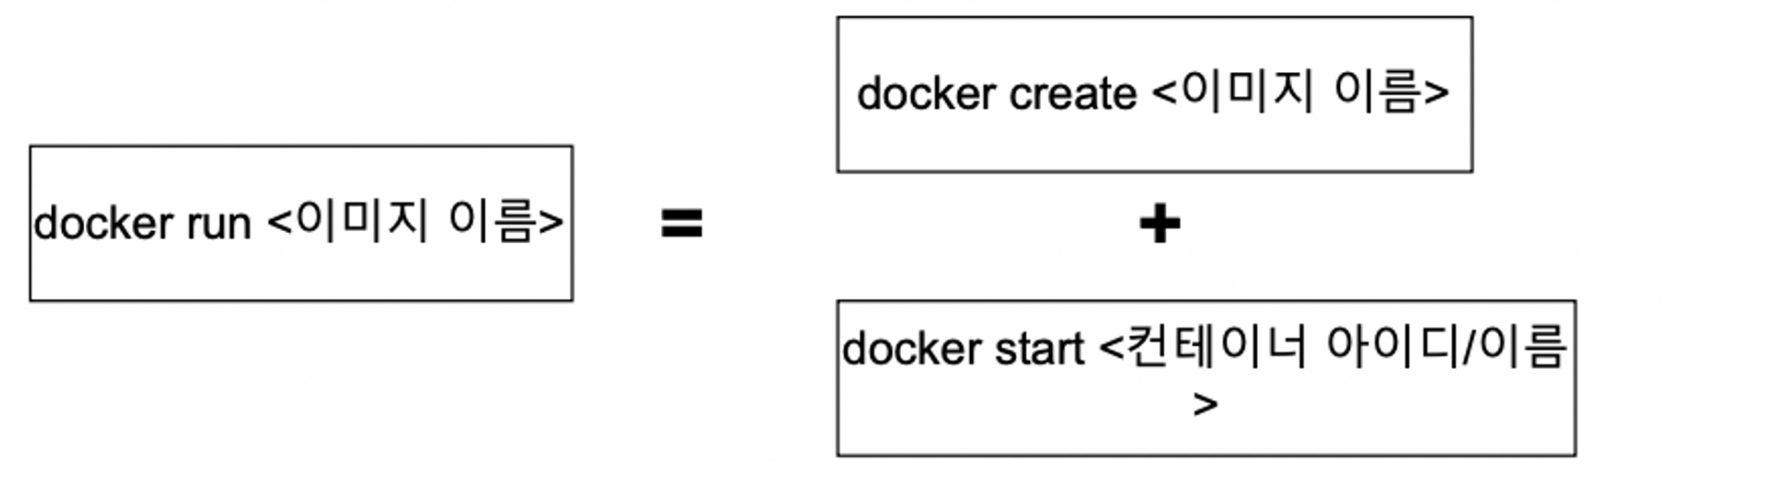 docker run <이미지 이름>
=
docker create <이미지 이름>
+
docker start <컨테이너 아이디/이름
>